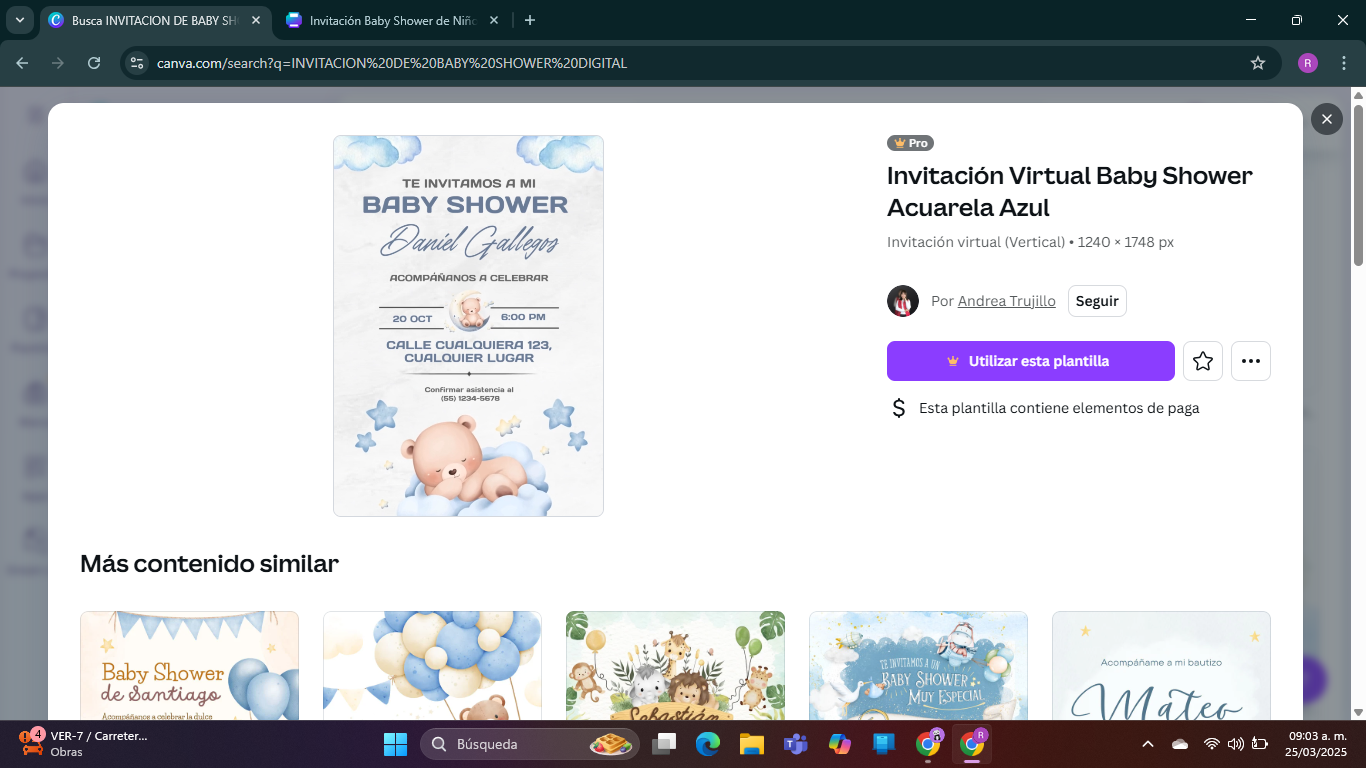 Busca INVITACION DE BABY SH
Invitación Baby Shower de Niño
canva.com/search?q=INVITACION%20DE%20BABY%20SHOWER%20DIGITAL
R
TE INVITAMOS A MI
BABY SHOWER
Daniel Gallegos
ACOMPÁÑANOS A CELEBRAR
20 OCT
6:00 PM
CALLE CUALQUIERA 123,
CUALQUIER LUGAR
Confirmar asistencia al
(55) 1234-5678
Pro
Invitación Virtual Baby Shower
Acuarela Azul
Invitación virtual (Vertical) • 1240 × 1748 px
Por Andrea Trujillo
Seguir
Utilizar esta plantilla
Esta plantilla contiene elementos de paga
Más contenido similar
Baby Shower
de Santiago
Acompáñanos a celebrar la dulce
Sebastián
TE INVITAMOS A UN
BABY SHOWER
MUY ESPECIAL
Acompáñame a mi bautizo
Mateo
4
VER-7 / Carreter...
Obras
Búsqueda
R
09:03 a. m.
25/03/2025